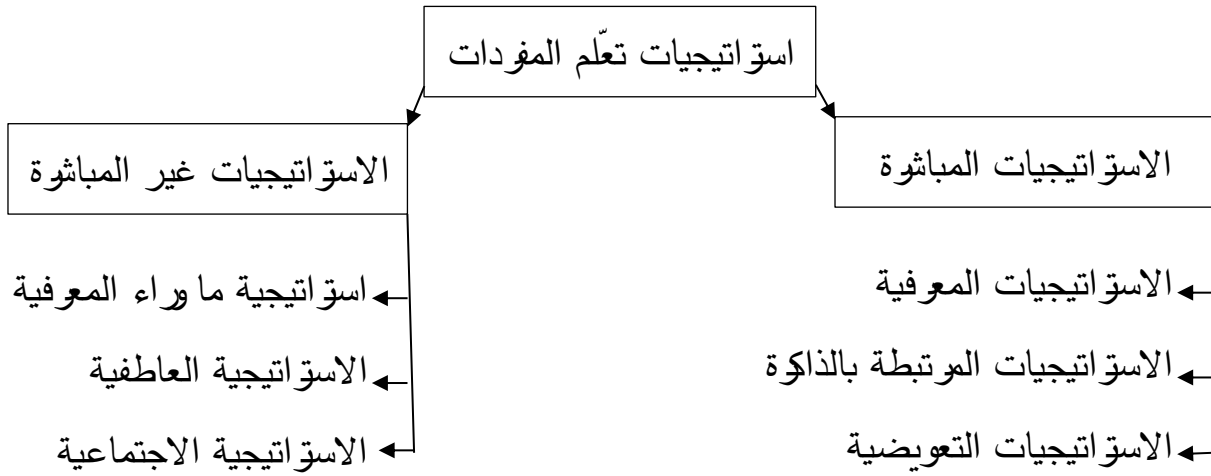 استراتيجيات تعلّم المفردات
الاستراتيجيات المباشرة
الاستراتيجيات غير المباشرة
الاستراتيجيات المعرفية
استراتيجية ما وراء المعرفية
الاستراتيجيات المرتبطة بالذاكرة
الاستراتيجية العاطفية
الاستراتيجيات التعويضية
الاستراتيجية الاجتماعية